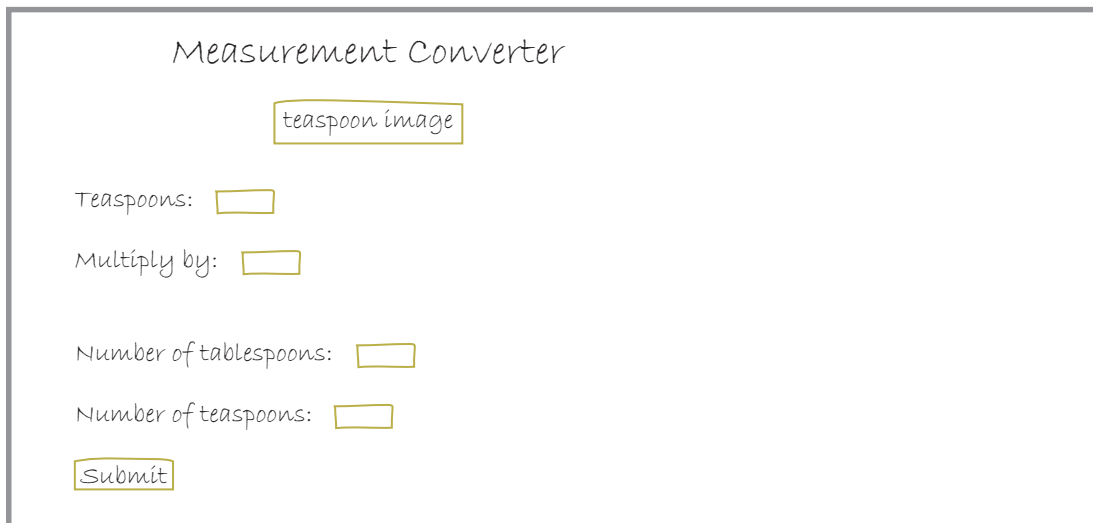 Measurement Converter
teaspoon image
Teaspoons:
Multiply by:
Number of tablespoons:
Number of teaspoons:
Submit